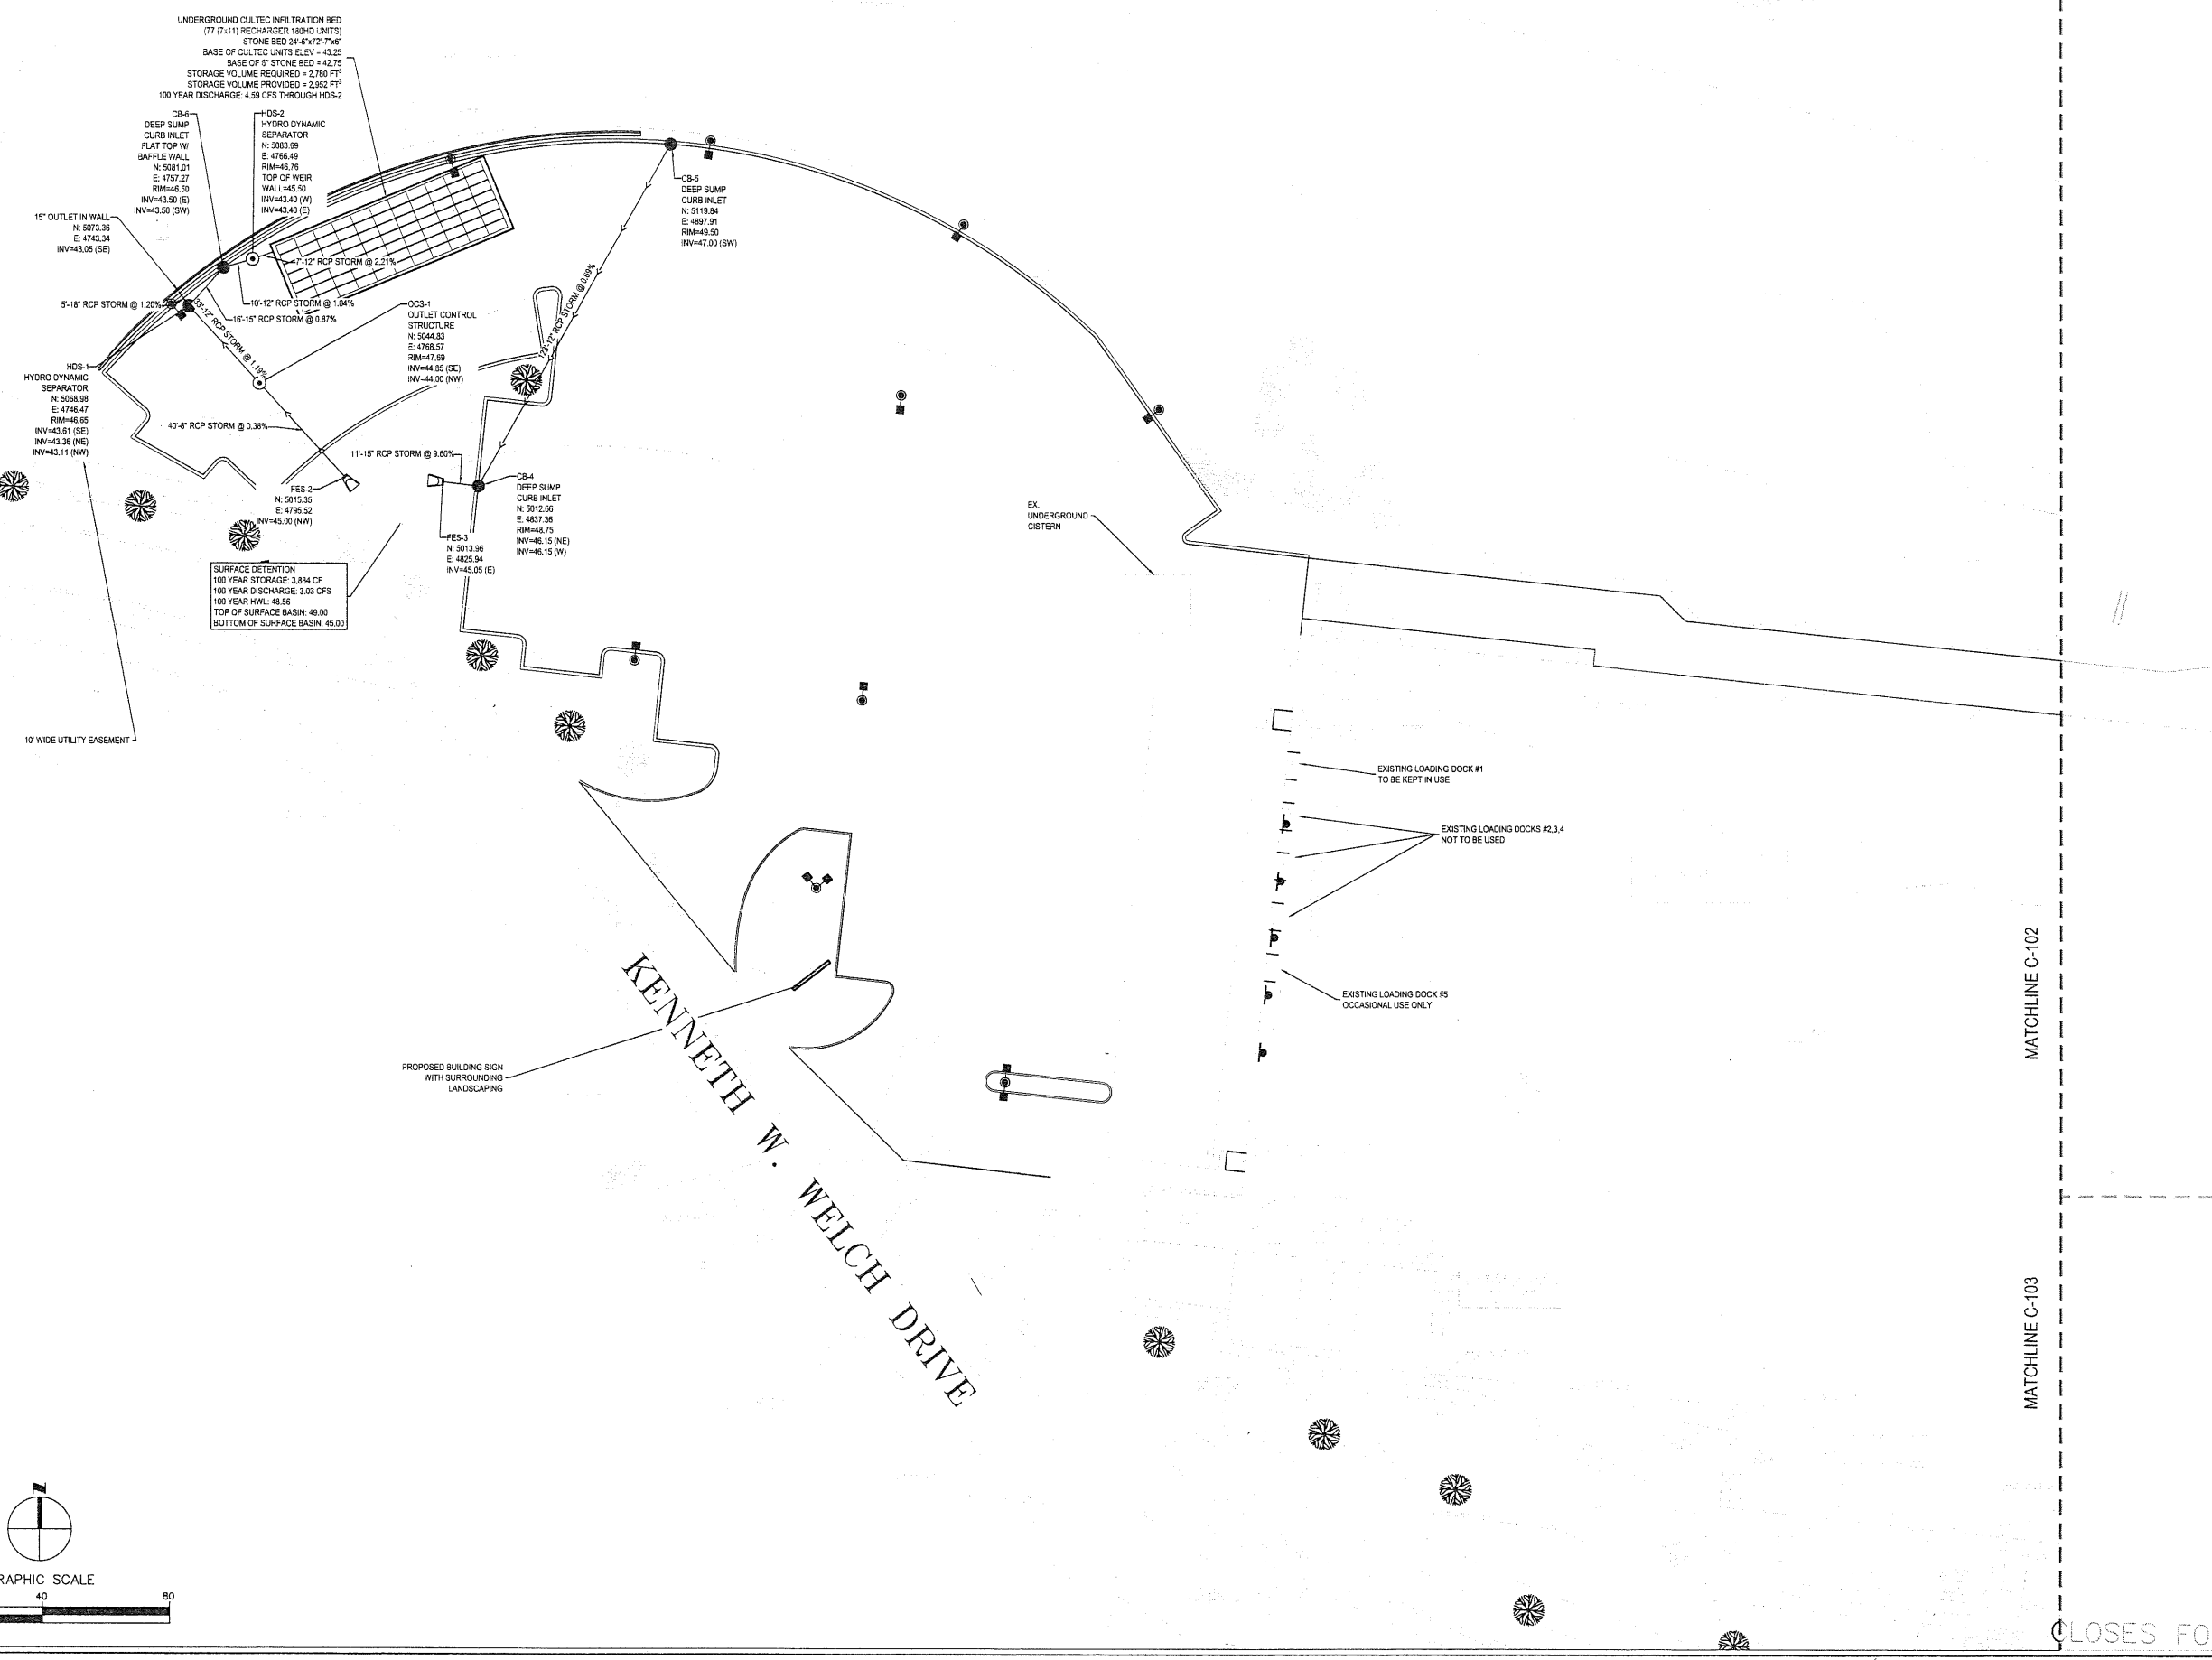 UNDERGROUND CULTEC INFILTRATION BED
(77 (7x11) RECHARGER 180HD UNITS)
STONE BED 24'-6"x72'-7"x6"
BASE OF CULTEC UNITS ELEV = 43.25
BASE OF 6" STONE BED = 42.75
STORAGE VOLUME REQUIRED = 2,780 FT³
STORAGE VOLUME PROVIDED = 2,952 FT³
100 YEAR DISCHARGE: 4.59 CFS THROUGH HDS-2
CB-6
DEEP SUMP
CURB INLET
FLAT TOP W/
BAFFLE WALL
N: 5081.01
E: 4757.27
RIM=46.50
INV=43.50 (E)
INV=43.50 (SW)
HDS-2
HYDRO DYNAMIC
SEPARATOR
N: 5083.69
E: 4766.49
RIM=46.76
TOP OF WEIR
WALL=45.50
INV=43.40 (W)
INV=43.40 (E)
15" OUTLET IN WALL
N: 5073.36
E: 4743.34
INV=43.05 (SE)
CB-5
DEEP SUMP
CURB INLET
N: 5119.84
E: 4897.91
RIM=49.50
INV=47.00 (SW)
7'-12" RCP STORM @ 2.21%
10'-12" RCP STORM @ 1.04%
16'-15" RCP STORM @ 0.87%
5'-18" RCP STORM @ 1.20%
33'-12" RCP STORM @ 1.19%
123'-12" RCP STORM @ 0.69%
OCS-1
OUTLET CONTROL
STRUCTURE
N: 5044.83
E: 4768.57
RIM=47.69
INV=44.85 (SE)
INV=44.00 (NW)
HDS-1
HYDRO DYNAMIC
SEPARATOR
N: 5068.98
E: 4746.47
RIM=46.65
INV=43.61 (SE)
INV=43.36 (NE)
INV=43.11 (NW)
40'-8" RCP STORM @ 0.38%
11'-15" RCP STORM @ 9.60%
FES-2
N: 5015.35
E: 4795.52
INV=45.00 (NW)
CB-4
DEEP SUMP
CURB INLET
N: 5012.66
E: 4837.36
RIM=48.75
INV=46.15 (NE)
INV=46.15 (W)
FES-3
N: 5013.96
E: 4825.94
INV=45.05 (E)
EX.
UNDERGROUND
CISTERN
SURFACE DETENTION
100 YEAR STORAGE: 3,884 CF
100 YEAR DISCHARGE: 3.03 CFS
100 YEAR HWL: 48.56
TOP OF SURFACE BASIN: 49.00
BOTTOM OF SURFACE BASIN: 45.00
10' WIDE UTILITY EASEMENT
EXISTING LOADING DOCK #1
TO BE KEPT IN USE
EXISTING LOADING DOCKS #2,3,4
NOT TO BE USED
EXISTING LOADING DOCK #5
OCCASIONAL USE ONLY
PROPOSED BUILDING SIGN
WITH SURROUNDING
LANDSCAPING
KENNETH W. WELCH DRIVE
MATCHLINE C-102
MATCHLINE C-103
N
RAPHIC SCALE
40 80
CLOSES FO